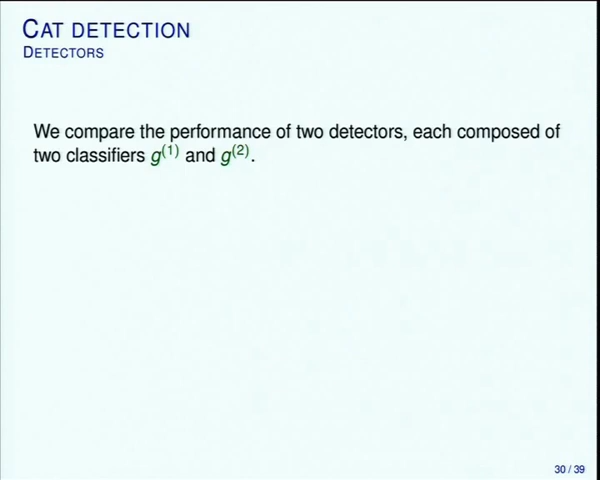 CAT DETECTION
DETECTORS
We compare the performance of two detectors, each composed of
two classifiers g(1) and g(2).
30 / 39